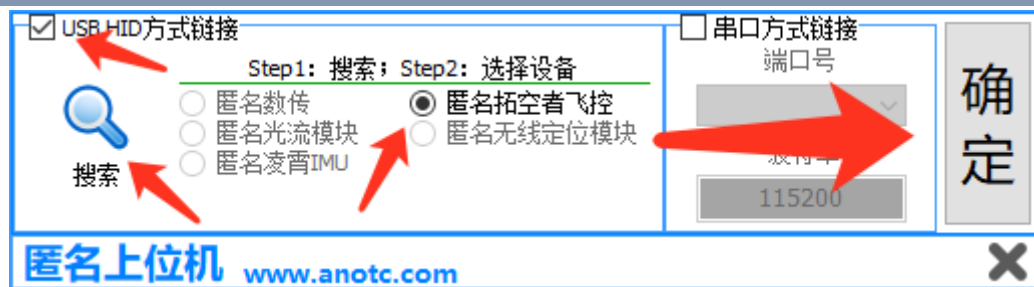 USB HID方式链接
串口方式链接
Step1：搜索；Step2：选择设备
端口号
匿名数传
匿名拓空者飞控
匿名光流模块
匿名无线定位模块
匿名凌霄IMU
搜索
115200
确定
匿名上位机 www.anotc.com